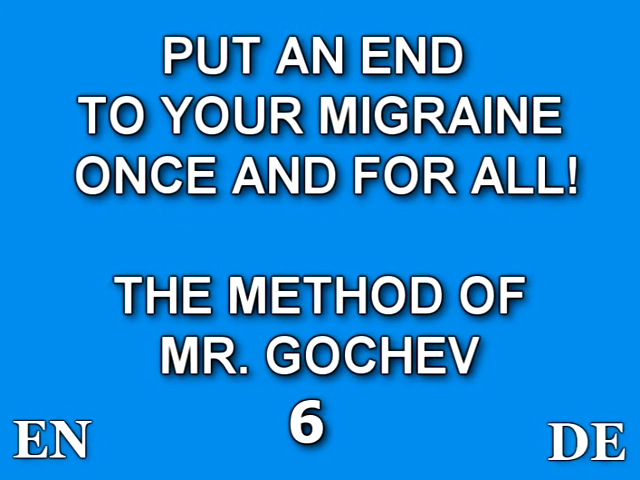 PUT AN END
TO YOUR MIGRAINE
ONCE AND FOR ALL!
THE METHOD OF
MR. GOCHEV
6
EN
DE